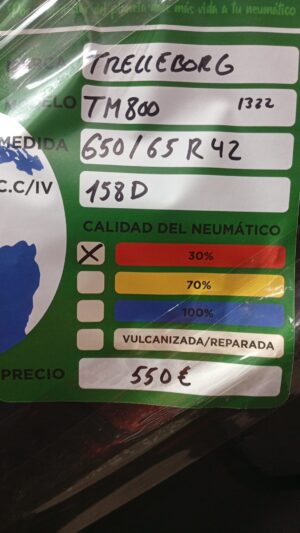 más vida a tu neumático
MARCA TRELLEBORG
MODELO TM800 1322
MEDIDA 650/65 R 42
C.C/IV 158D
CALIDAD DEL NEUMÁTICO
X 30%
70%
100%
VULCANIZADA/REPARADA
PRECIO 550 €